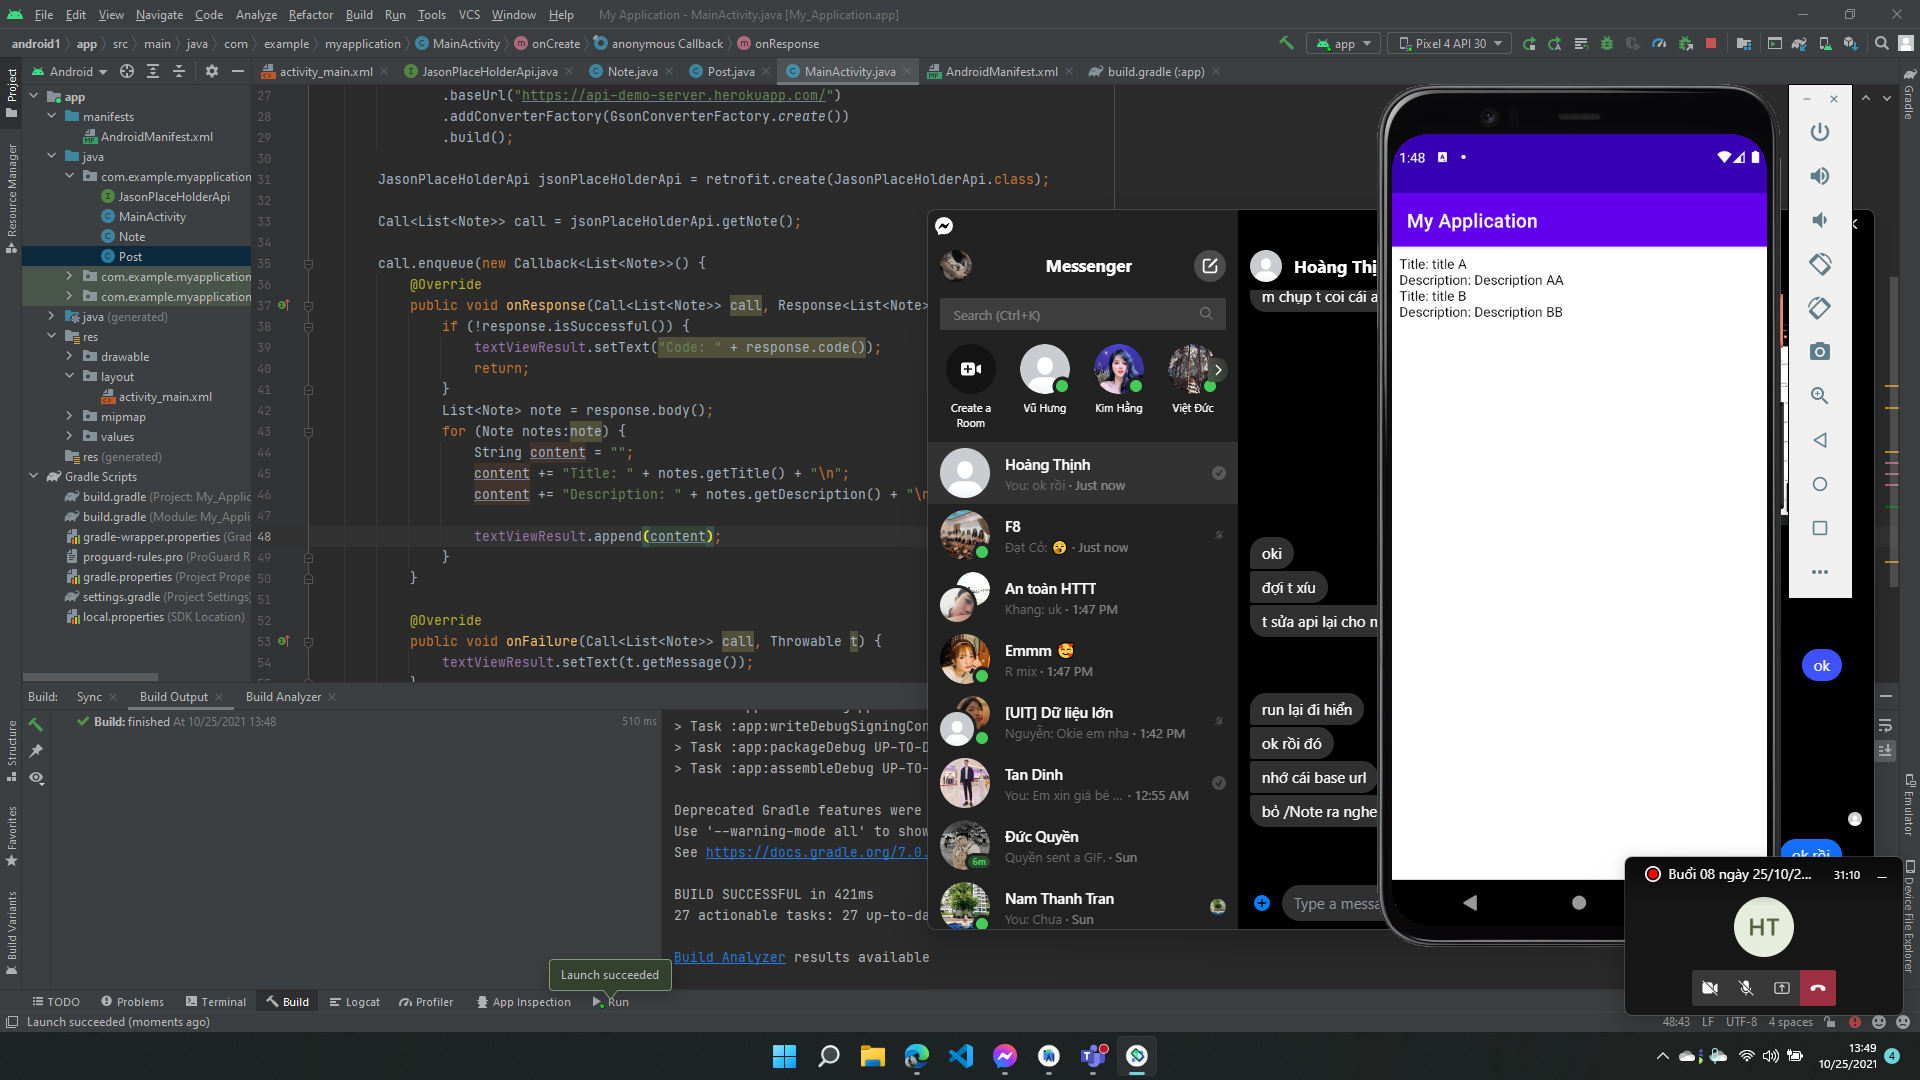 File Edit View Navigate Code Analyze Refactor Build Run Tools VCS Window Help My Application - MainActivity.java [My_Application.app]
android1 app src main java com example myapplication MainActivity onCreate anonymous Callback onResponse
app Pixel 4 API 30
Android
activity_main.xml JasonPlaceHolderApi.java Note.java Post.java MainActivity.java AndroidManifest.xml build.gradle (:app)
Project
Resource Manager
Structure
Favorites
Build Variants
app
manifests
AndroidManifest.xml
java
com.example.myapplication
JasonPlaceHolderApi
MainActivity
Note
Post
com.example.myapplication
com.example.myapplication
java (generated)
res
drawable
layout
activity_main.xml
mipmap
values
res (generated)
Gradle Scripts
build.gradle (Project: My_Applic
build.gradle (Module: My_Appli
gradle-wrapper.properties (Grad
proguard-rules.pro (ProGuard R
gradle.properties (Project Prope
settings.gradle (Project Settings)
local.properties (SDK Location)
27 .baseUrl("https://api-demo-server.herokuapp.com/")
28 .addConverterFactory(GsonConverterFactory.create())
29 .build();
30
31 JasonPlaceHolderApi jsonPlaceHolderApi = retrofit.create(JasonPlaceHolderApi.class);
32
33 Call<List<Note>> call = jsonPlaceHolderApi.getNote();
34
35 call.enqueue(new Callback<List<Note>>() {
36 @Override
37 public void onResponse(Call<List<Note>> call, Response<List<Note>
38 if (!response.isSuccessful()) {
39 textViewResult.setText("Code: " + response.code());
40 return;
41 }
42 List<Note> note = response.body();
43 for (Note notes:note) {
44 String content = "";
45 content += "Title: " + notes.getTitle() + "\n";
46 content += "Description: " + notes.getDescription() + "\n
47
48 textViewResult.append(content);
49 }
50 }
51
52 @Override
53 public void onFailure(Call<List<Note>> call, Throwable t) {
54 textViewResult.setText(t.getMessage());
Messenger
Search (Ctrl+K)
Create a Room
Vũ Hưng
Kim Hằng
Việt Đức
Hoàng Thịnh
You: ok rồi · Just now
F8
Đạt Cỏ: 🥱 · Just now
An toàn HTTT
Khang: uk · 1:47 PM
Emmm 🥰
R mix · 1:47 PM
[UIT] Dữ liệu lớn
Nguyễn: Okie em nha · 1:42 PM
Tan Dinh
You: Em xin giá bé ... · 12:55 AM
Đức Quyền
6m
Quyền sent a GIF. · Sun
Nam Thanh Tran
You: Chưa · Sun
Hoàng Thị
m chụp t coi cái a
oki
đợi t xíu
t sửa api lại cho m
ok
run lại đi hiển
ok rồi đó
nhớ cái base url
bỏ /Note ra nghe
ok rồi
Type a messa
1:48
My Application
Title: title A
Description: Description AA
Title: title B
Description: Description BB
Gradle
Emulator
Device File Explorer
Build: Sync Build Output Build Analyzer
Build: finished At 10/25/2021 13:48 510 ms
> Task :app:writeDebugSigningCon
> Task :app:packageDebug UP-TO-D
> Task :app:assembleDebug UP-TO-
Deprecated Gradle features were
Use '--warning-mode all' to show
See https://docs.gradle.org/7.0.
BUILD SUCCESSFUL in 421ms
27 actionable tasks: 27 up-to-da
Build Analyzer results available
Launch succeeded
Buổi 08 ngày 25/10/2... 31:10
HT
TODO Problems Terminal Build Logcat Profiler App Inspection Run
Launch succeeded (moments ago)
48:43 LF UTF-8 4 spaces
13:49
10/25/2021
4